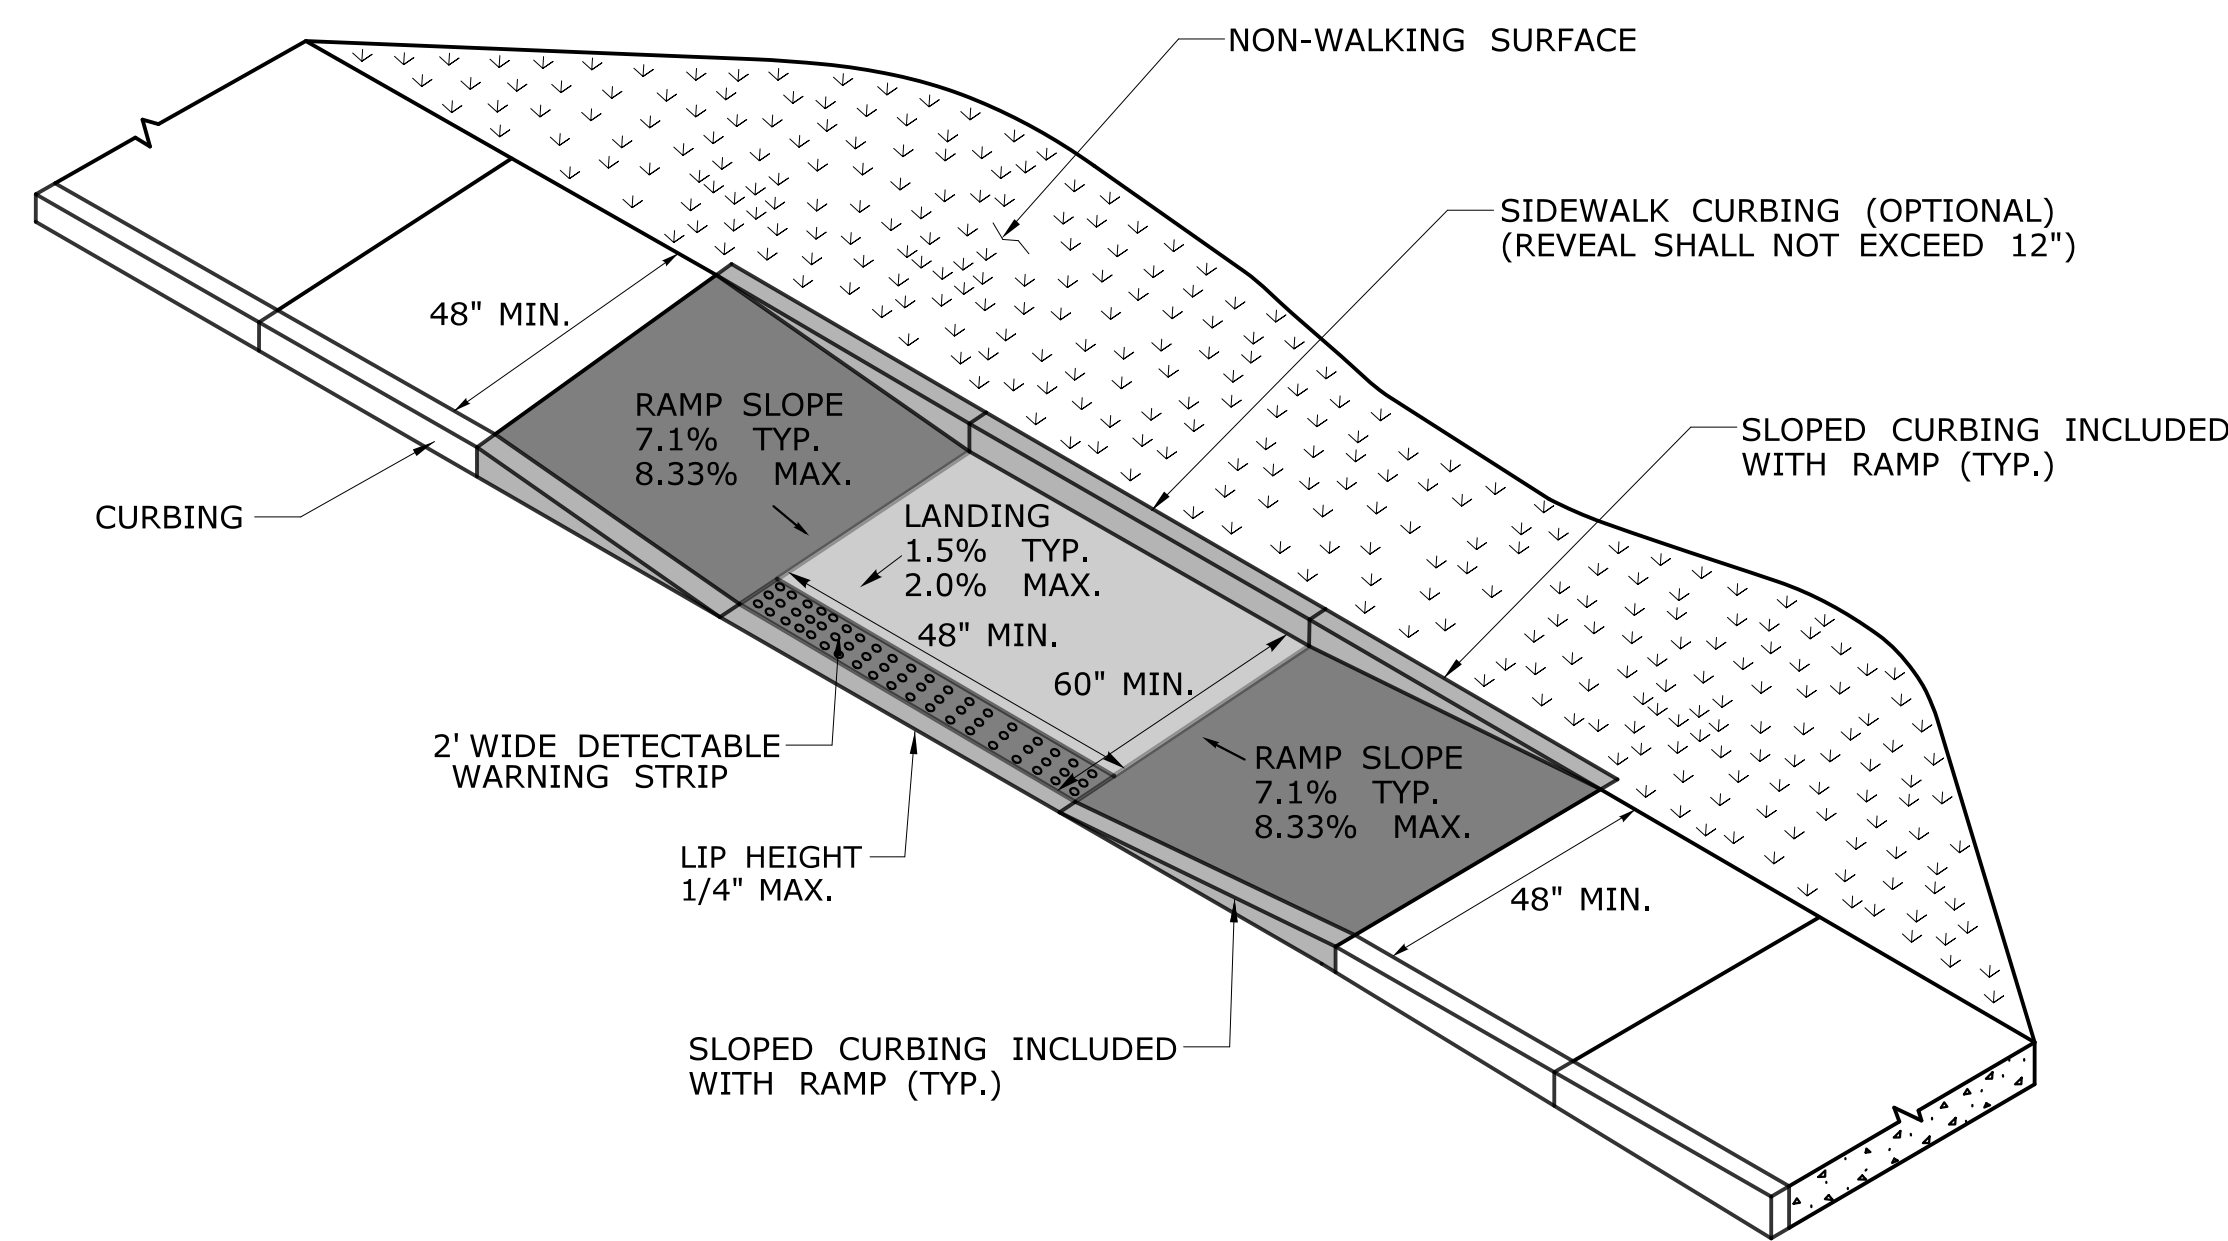 NON-WALKING SURFACE
SIDEWALK CURBING (OPTIONAL)
(REVEAL SHALL NOT EXCEED 12")
48" MIN.
RAMP SLOPE
7.1% TYP.
8.33% MAX.
SLOPED CURBING INCLUDED
WITH RAMP (TYP.)
CURBING
LANDING
1.5% TYP.
2.0% MAX.
48" MIN.
60" MIN.
2' WIDE DETECTABLE
WARNING STRIP
RAMP SLOPE
7.1% TYP.
8.33% MAX.
LIP HEIGHT
1/4" MAX.
48" MIN.
SLOPED CURBING INCLUDED
WITH RAMP (TYP.)